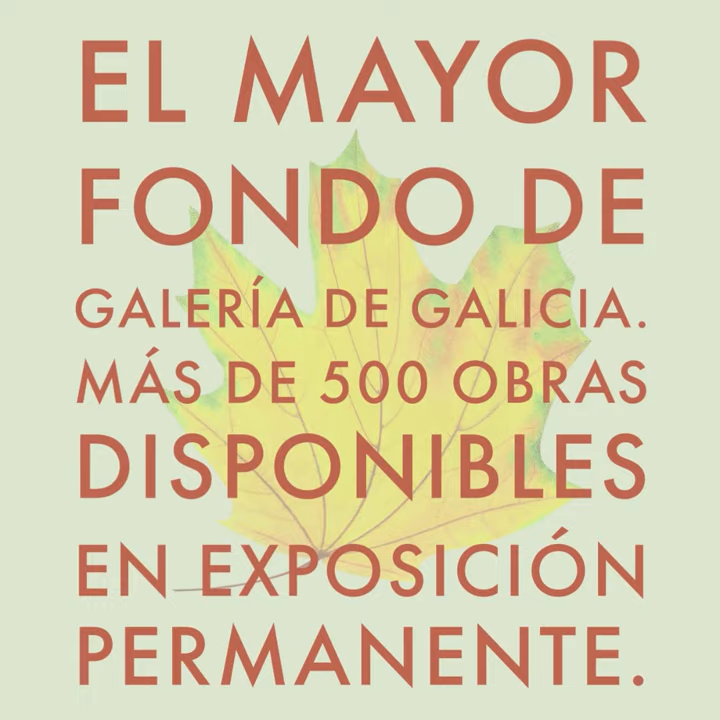 EL MAYOR
FONDO DE
GALERÍA DE GALICIA.
MÁS DE 500 OBRAS
DISPONIBLES
EN EXPOSICIÓN
PERMANENTE.